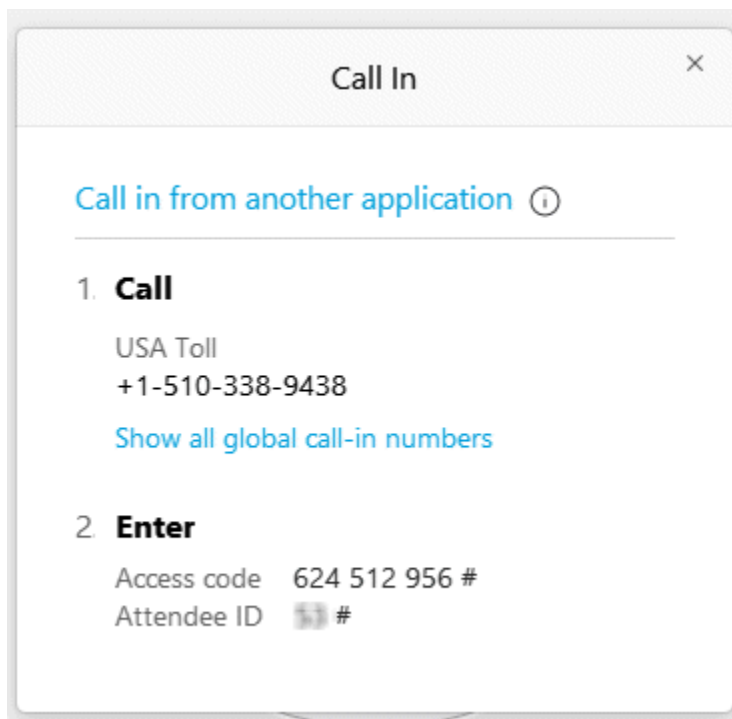 Call In
Call in from another application
1. Call
USA Toll
+1-510-338-9438
Show all global call-in numbers
2. Enter
Access code 624 512 956 #
Attendee ID #